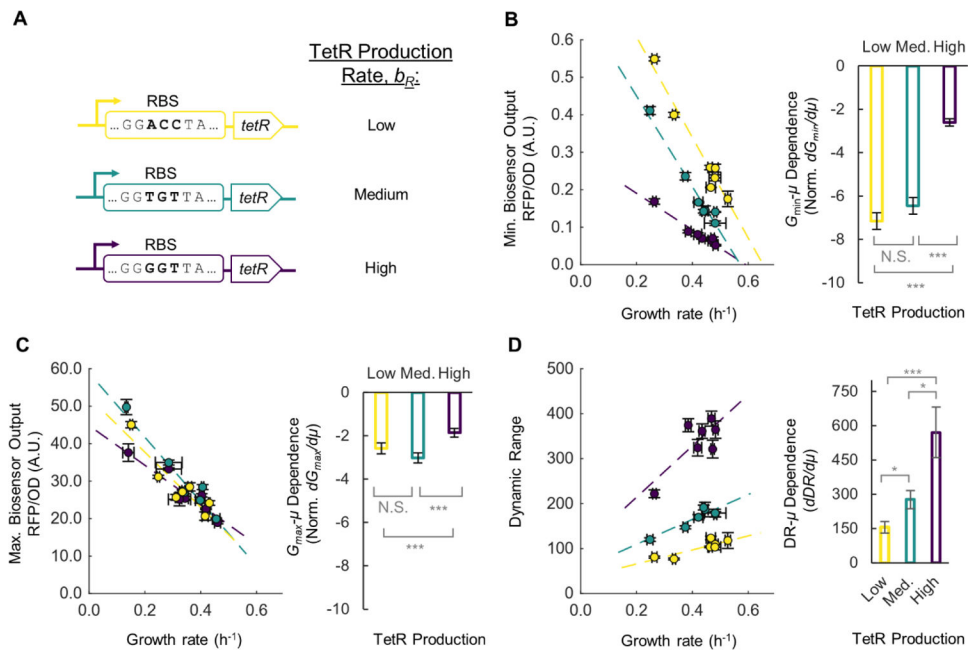 A
TetR Production
Rate, bR:
RBS
...GGACCTA... tetR
Low
RBS
...GGTGTTA... tetR
Medium
RBS
...GGGGTTA... tetR
High
B
Min. Biosensor Output
RFP/OD (A.U.)
0.6
0.5
0.4
0.3
0.2
0.1
0.0
0.0 0.2 0.4 0.6
Growth rate (h-1)
Low Med. High
Gmin-μ Dependence
(Norm. dGmin/dμ)
0
-2
-4
-6
-8
-10
N.S. ***
***
TetR Production
C
Max. Biosensor Output
RFP/OD (A.U.)
60.0
50.0
40.0
30.0
20.0
10.0
0.0
0.0 0.2 0.4 0.6
Growth rate (h-1)
Low Med. High
Gmax-μ Dependence
(Norm. dGmax/dμ)
0
-2
-4
-6
-8
-10
N.S. ***
***
TetR Production
D
Dynamic Range
500
400
300
200
100
0
0.0 0.2 0.4 0.6
Growth rate (h-1)
DR-μ Dependence
(dDR/dμ)
750
600
450
300
150
0
***
*
*
Low Med. High
TetR Production